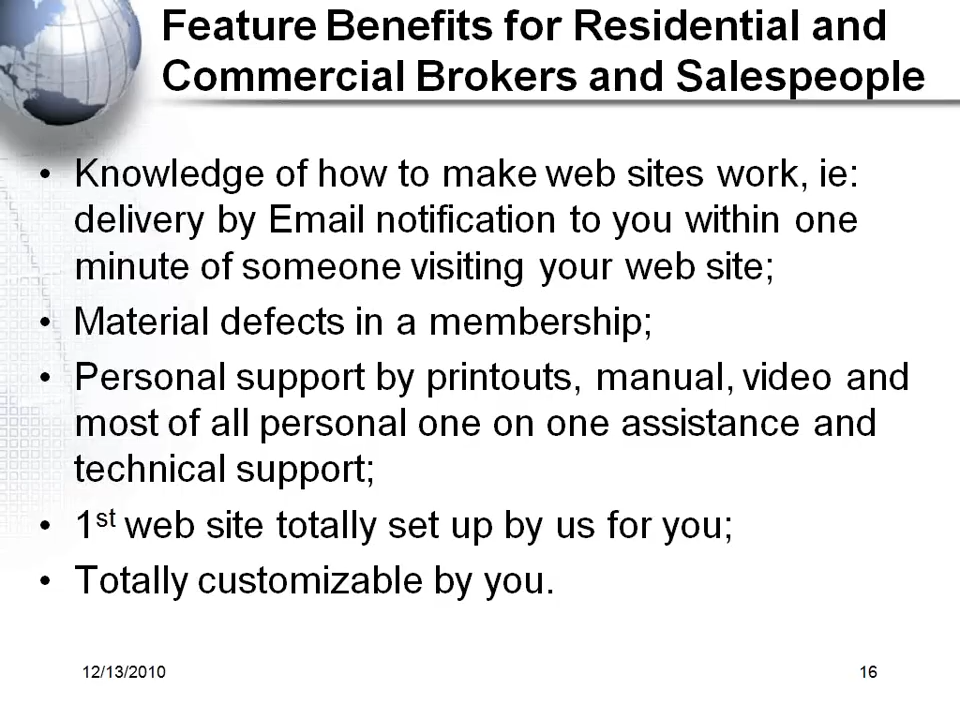 Feature Benefits for Residential and
Commercial Brokers and Salespeople
• Knowledge of how to make web sites work, ie:
delivery by Email notification to you within one
minute of someone visiting your web site;
• Material defects in a membership;
• Personal support by printouts, manual, video and
most of all personal one on one assistance and
technical support;
• 1st web site totally set up by us for you;
• Totally customizable by you.
12/13/2010 16